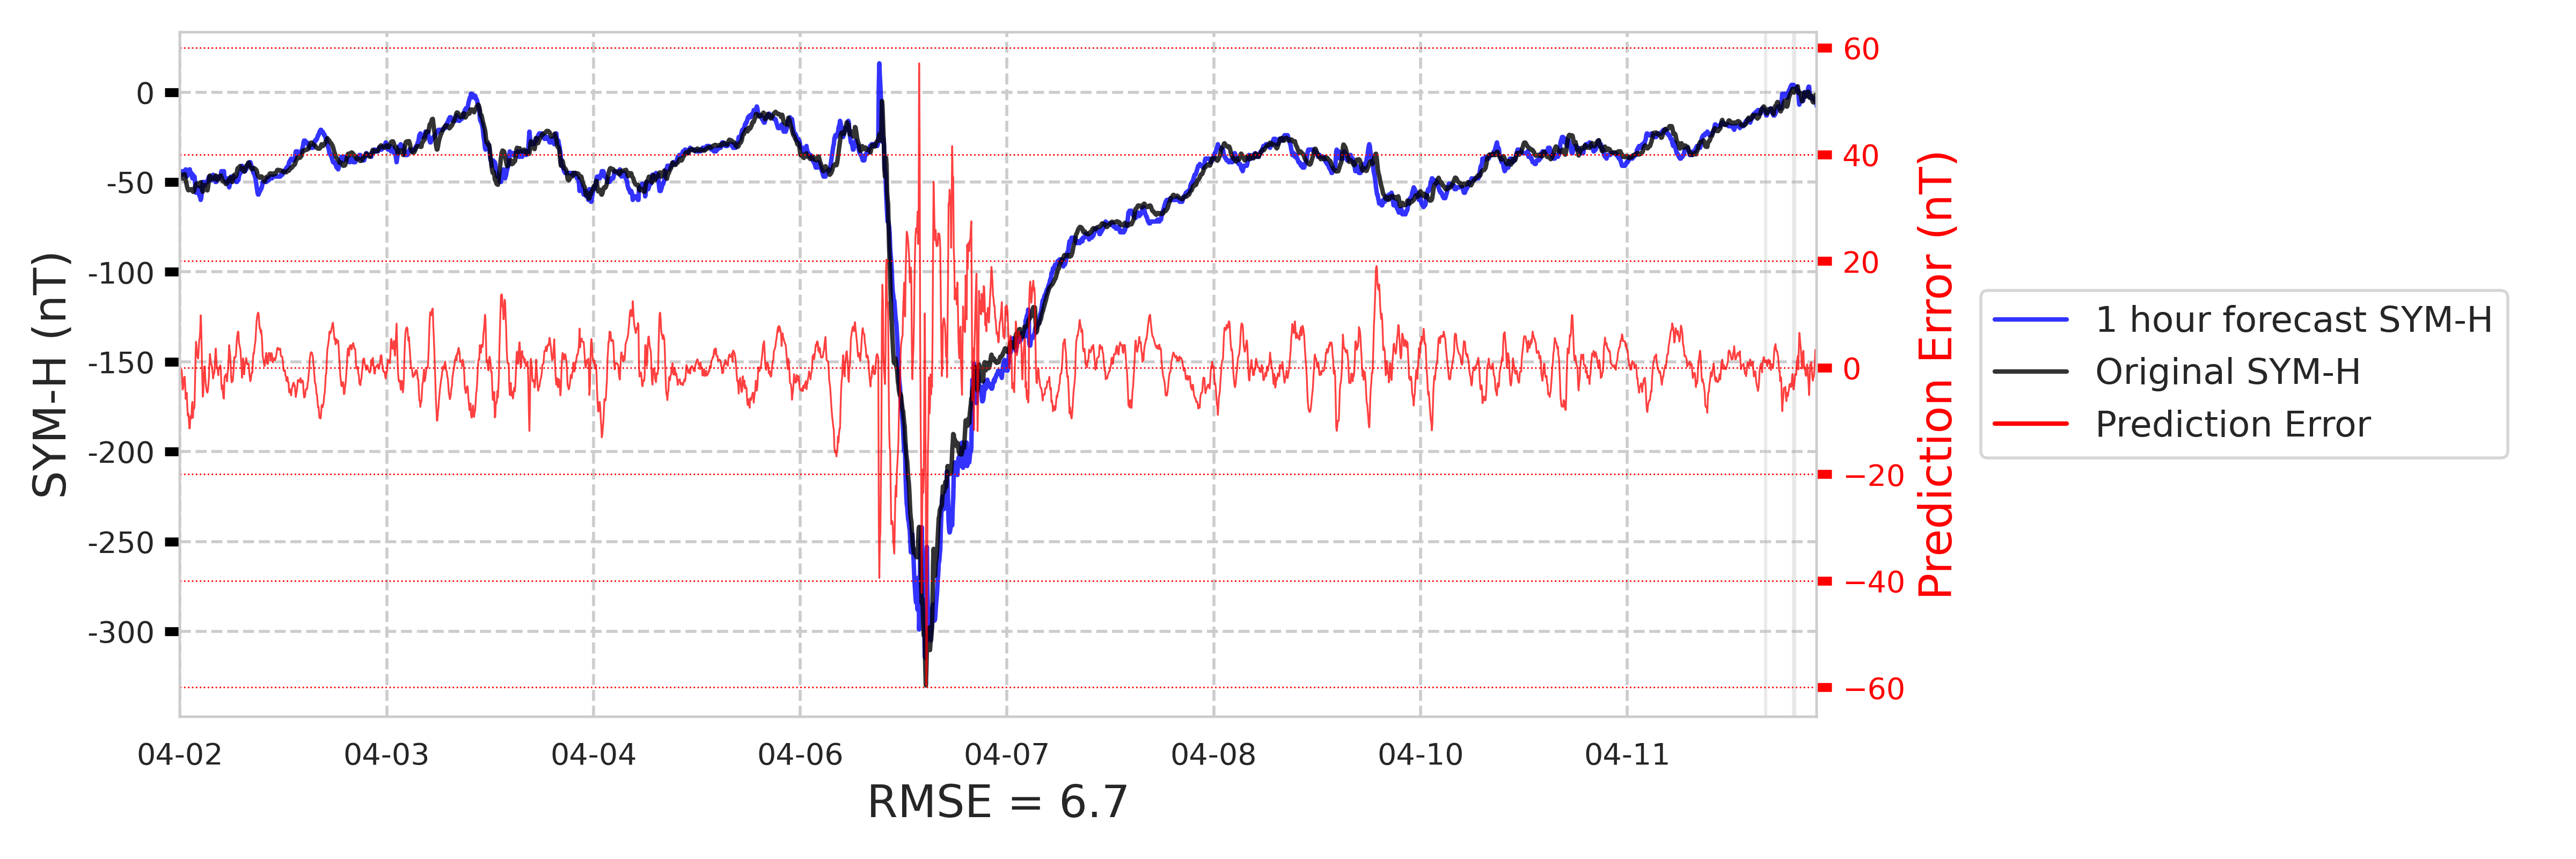 SYM-H (nT)
0
-50
-100
-150
-200
-250
-300
60
40
20
0
−20
−40
−60
Prediction Error (nT)
1 hour forecast SYM-H
Original SYM-H
Prediction Error
04-02 04-03 04-04 04-06 04-07 04-08 04-10 04-11
RMSE = 6.7